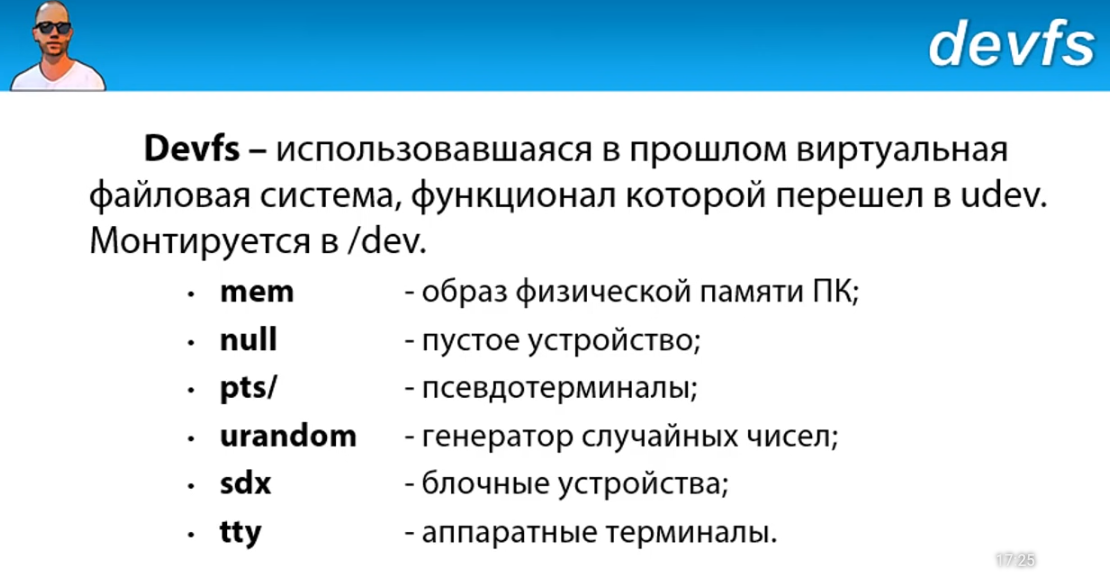 devfs
Devfs – использовавшаяся в прошлом виртуальная
файловая система, функционал которой перешел в udev.
Монтируется в /dev.
• mem - образ физической памяти ПК;
• null - пустое устройство;
• pts/ - псевдотерминалы;
• urandom - генератор случайных чисел;
• sdx - блочные устройства;
• tty - аппаратные терминалы.
17:25